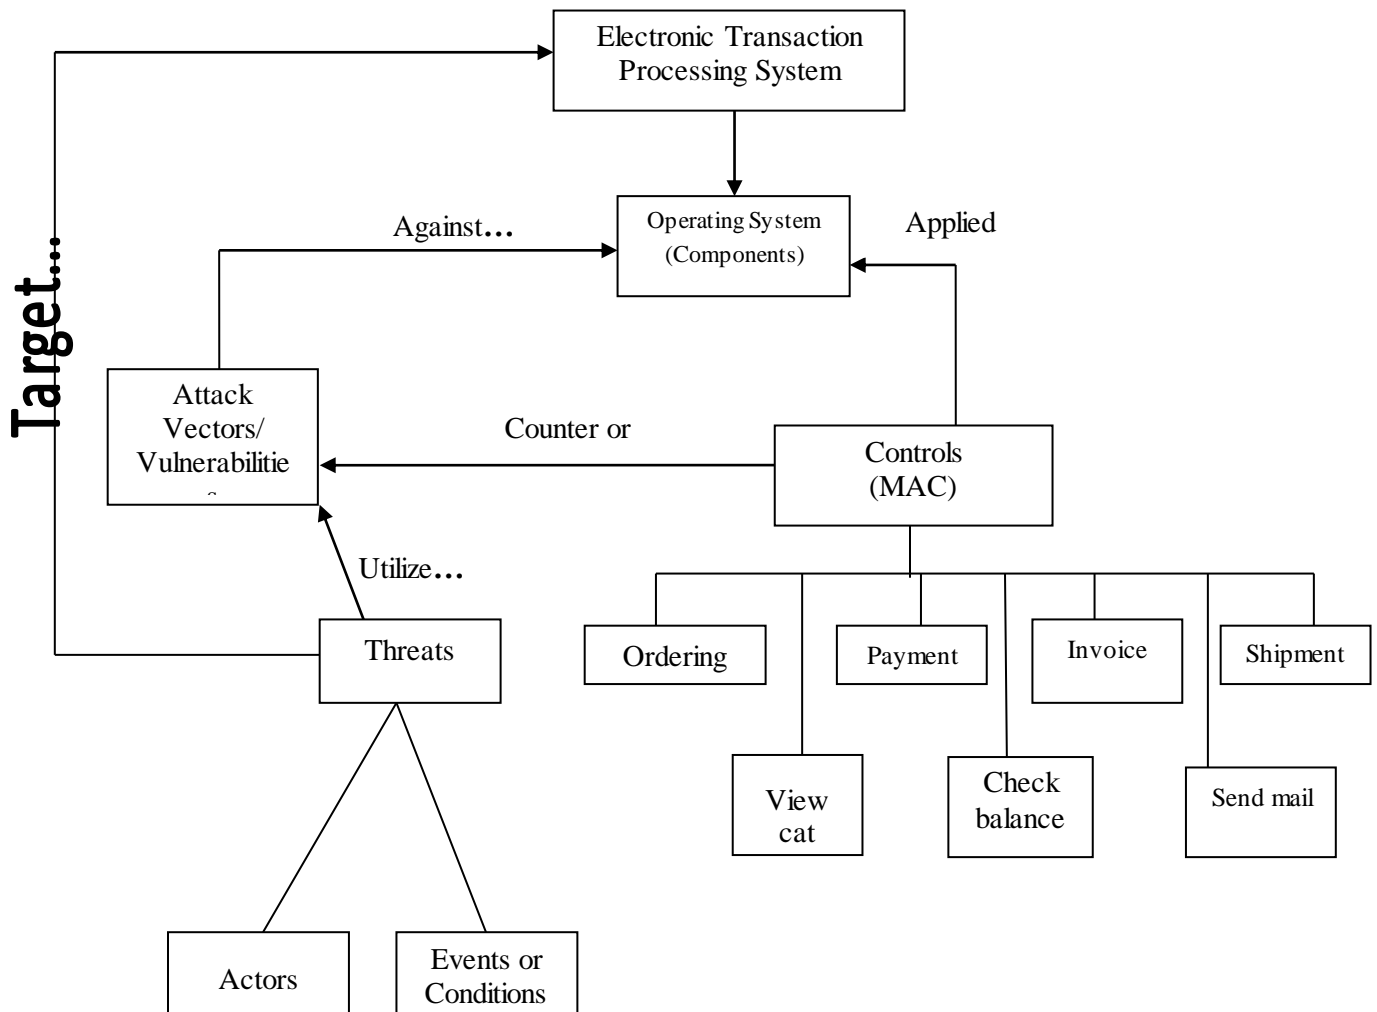 Electronic Transaction
Processing System
Operating System
(Components)
Against...
Applied
Target...
Attack
Vectors/
Vulnerabilitie
Counter or
Controls
(MAC)
Utilize...
Threats
Ordering
Payment
Invoice
Shipment
View
cat
Check
balance
Send mail
Actors
Events or
Conditions